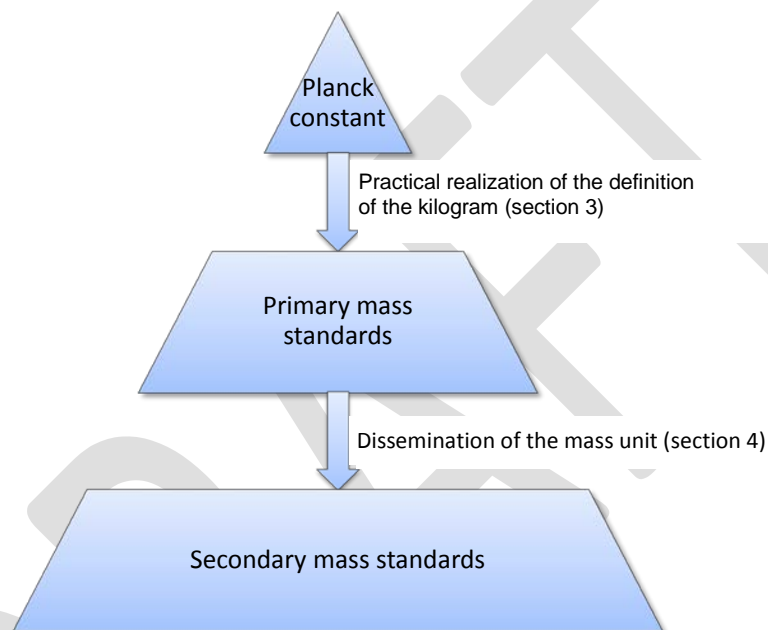 Planck
constant
Practical realization of the definition
of the kilogram (section 3)
Primary mass
standards
Dissemination of the mass unit (section 4)
Secondary mass standards